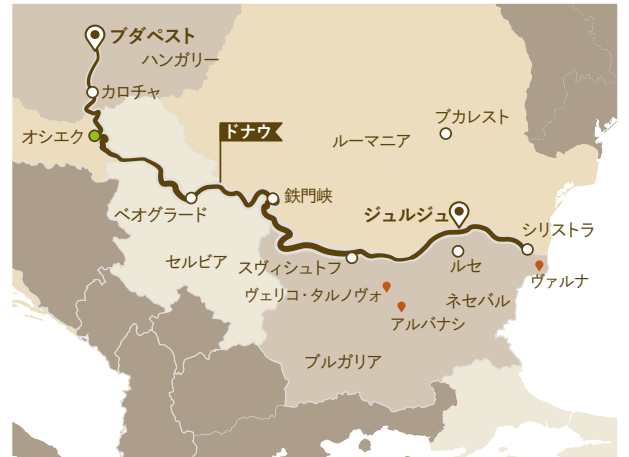 ブダペスト
ハンガリー
カロチャ
ブカレスト
オシエク
ドナウ
ルーマニア
鉄門峡
ベオグラード
ジュルジュ
シリストラ
セルビア
スヴィシュトフ
ルセ
ヴァルナ
ヴェリコ・タルノヴォ
ネセバル
アルバナシ
ブルガリア